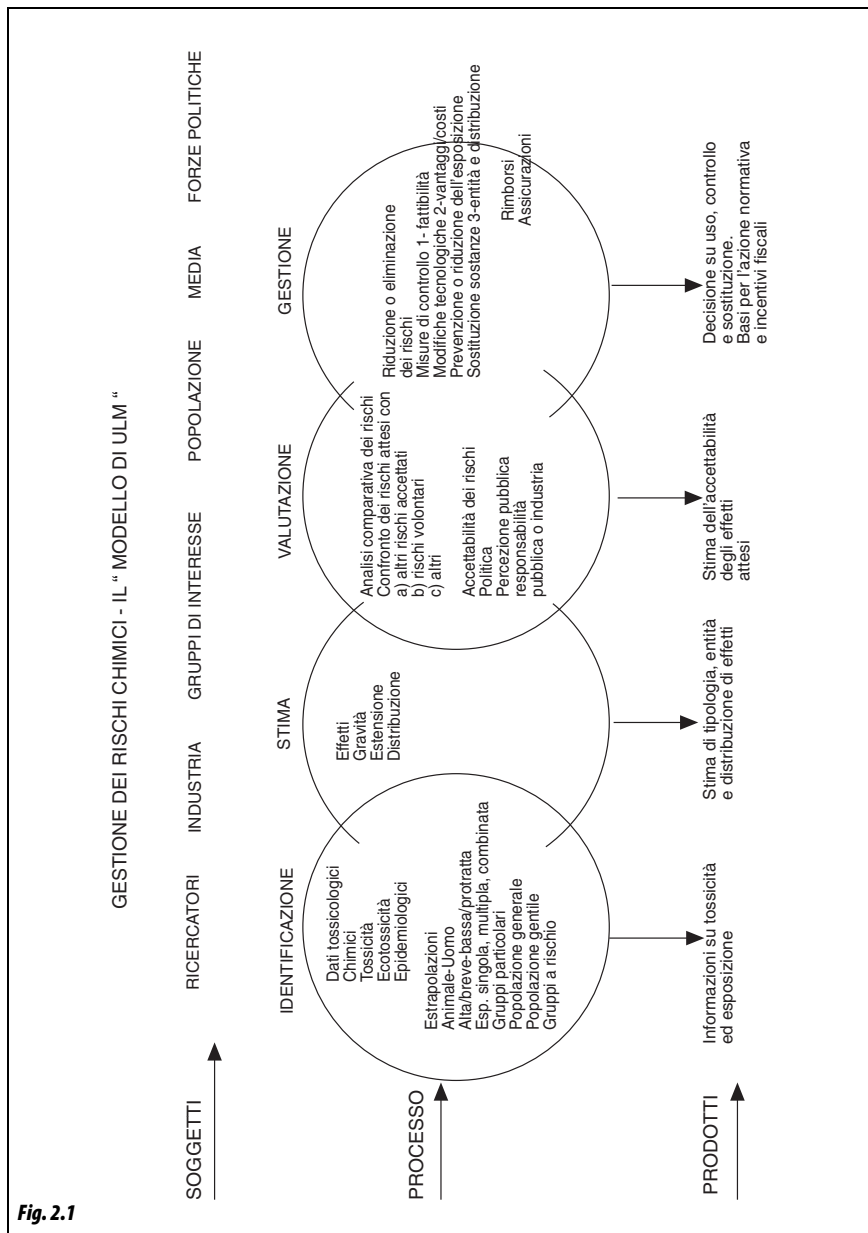 GESTIONE DEI RISCHI CHIMICI - IL “ MODELLO DI ULM “
SOGGETTI
RICERCATORI
INDUSTRIA
GRUPPI DI INTERESSE
POPOLAZIONE
MEDIA
FORZE POLITICHE
PROCESSO
IDENTIFICAZIONE
Dati tossicologici
Chimici
Tossicità
Ecotossicità
Epidemiologici
Estrapolazioni
Animale-Uomo
Alta/breve-bassa/protratta
Esp. singola, multipla, combinata
Gruppi particolari
Popolazione generale
Popolazione gentile
Gruppi a rischio
STIMA
Effetti
Gravità
Estensione
Distribuzione
VALUTAZIONE
Analisi comparativa dei rischi
Confronto dei rischi attesi con
a) altri rischi accettati
b) rischi volontari
c) altri
Accettabilità dei rischi
Politica
Percezione pubblica
responsabilità
pubblica o industria
GESTIONE
Riduzione o eliminazione
dei rischi
Misure di controllo 1- fattibilità
Modifiche tecnologiche 2-vantaggi/costi
Prevenzione o riduzione dell'esposizione
Sostituzione sostanze 3-entità e distribuzione
Rimborsi
Assicurazioni
PRODOTTI
Informazioni su tossicità
ed esposizione
Stima di tipologia, entità
e distribuzione di effetti
Stima dell'accettabilità
degli effetti
attesi
Decisione su uso, controllo
e sostituzione.
Basi per l'azione normativa
e incentivi fiscali
Fig. 2.1